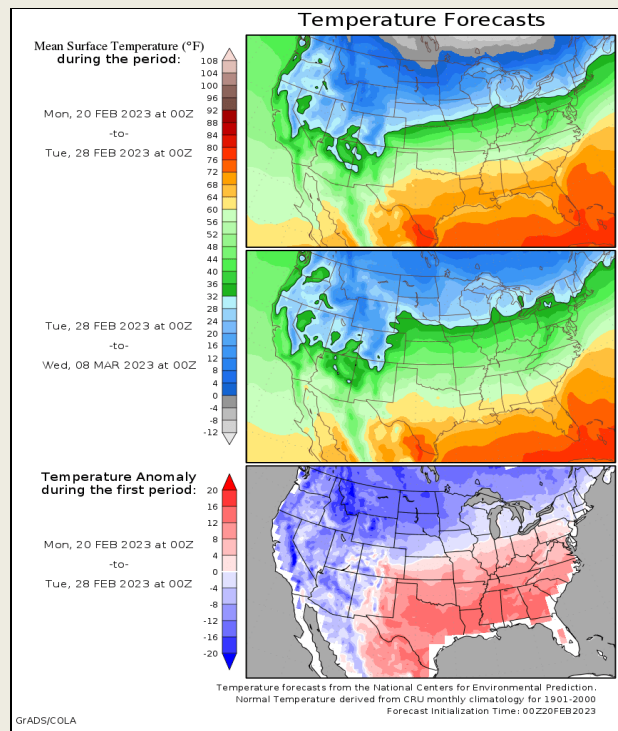 Temperature Forecasts
Mean Surface Temperature (°F)
during the period:
108
104
100
96
92
88
84
80
76
72
68
64
60
56
52
48
44
40
36
32
28
24
20
16
12
8
4
0
-4
-8
-12
Mon, 20 FEB 2023 at 00Z
-to-
Tue, 28 FEB 2023 at 00Z
Tue, 28 FEB 2023 at 00Z
-to-
Wed, 08 MAR 2023 at 00Z
Temperature Anomaly
during the first period:
20
16
12
8
4
0
-4
-8
-12
-16
-20
Mon, 20 FEB 2023 at 00Z
-to-
Tue, 28 FEB 2023 at 00Z
Temperature forecasts from the National Centers for Environmental Prediction.
Normal Temperature derived from CRU monthly climatology for 1901-2000
Forecast Initialization Time: 00Z20FEB2023
GrADS/COLA